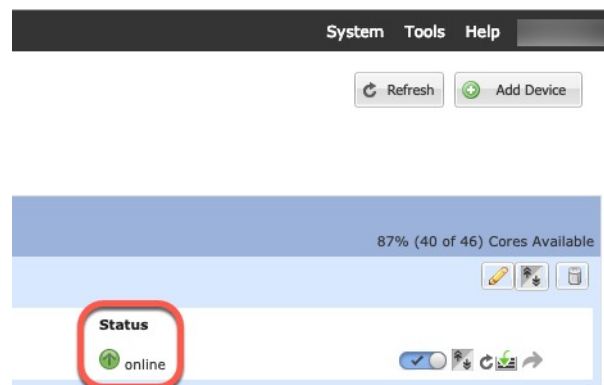 System Tools Help
Refresh Add Device
87% (40 of 46) Cores Available
Status
online